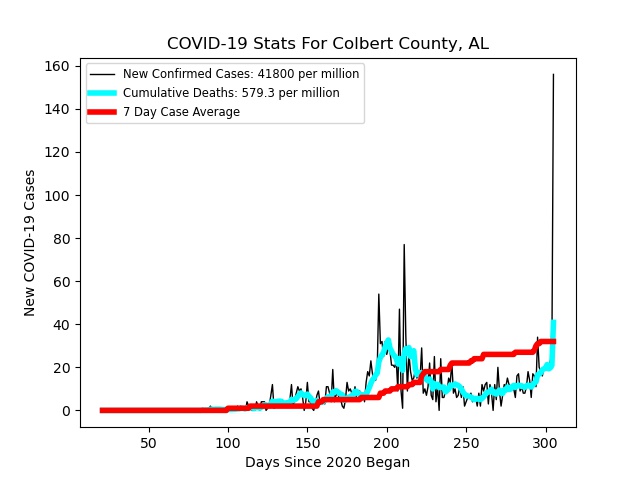 COVID-19 Stats For Colbert County, AL
New Confirmed Cases: 41800 per million
Cumulative Deaths: 579.3 per million
7 Day Case Average
160
140
120
100
80
60
40
20
0
New COVID-19 Cases
50 100 150 200 250 300
Days Since 2020 Began